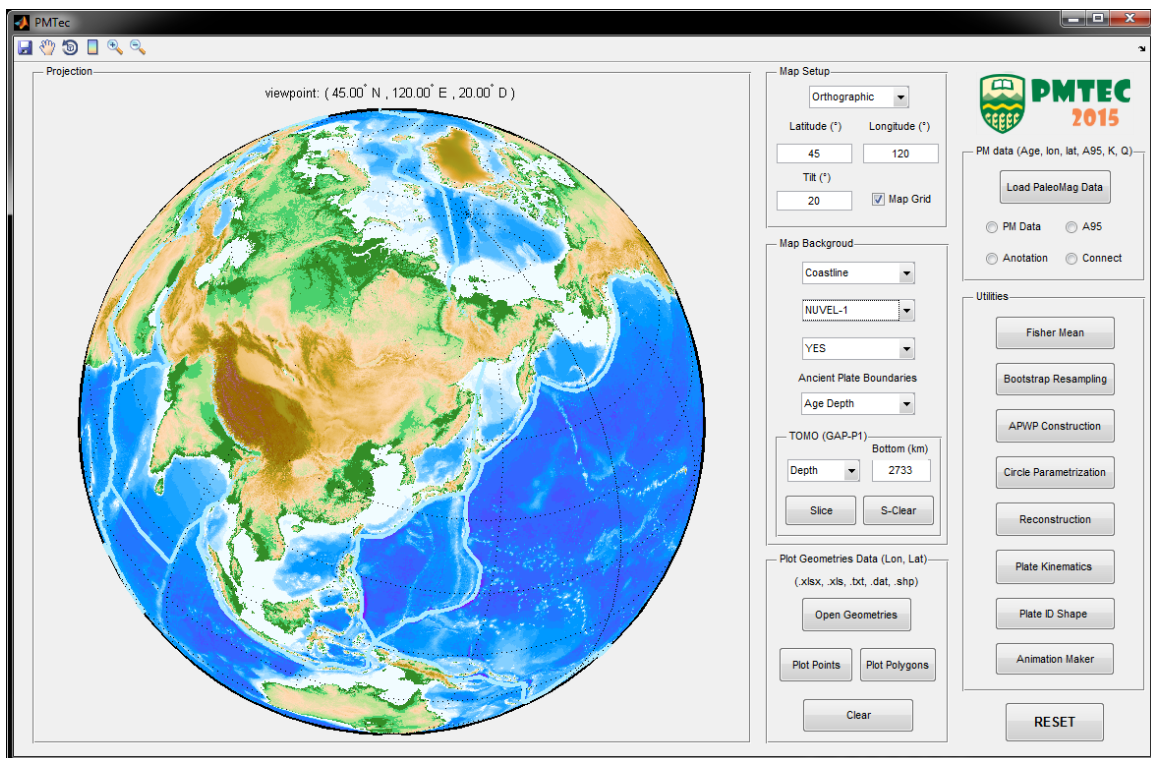 PMTec
Projection
viewpoint: ( 45.00° N , 120.00° E , 20.00° D )
Map Setup
Orthographic
Latitude (°) Longitude (°)
45 120
Tilt (°)
20 Map Grid
Map Backgroud
Coastline
NUVEL-1
YES
Ancient Plate Boundaries
Age Depth
TOMO (GAP-P1)
Bottom (km)
Depth 2733
Slice S-Clear
Plot Geometries Data (Lon, Lat)
(.xlsx, .xls, .txt, .dat, .shp)
Open Geometries
Plot Points Plot Polygons
Clear
PMTEC
2015
PM data (Age, lon, lat, A95, K, Q)
Load PaleoMag Data
PM Data A95
Anotation Connect
Utilities
Fisher Mean
Bootstrap Resampling
APWP Construction
Circle Parametrization
Reconstruction
Plate Kinematics
Plate ID Shape
Animation Maker
RESET